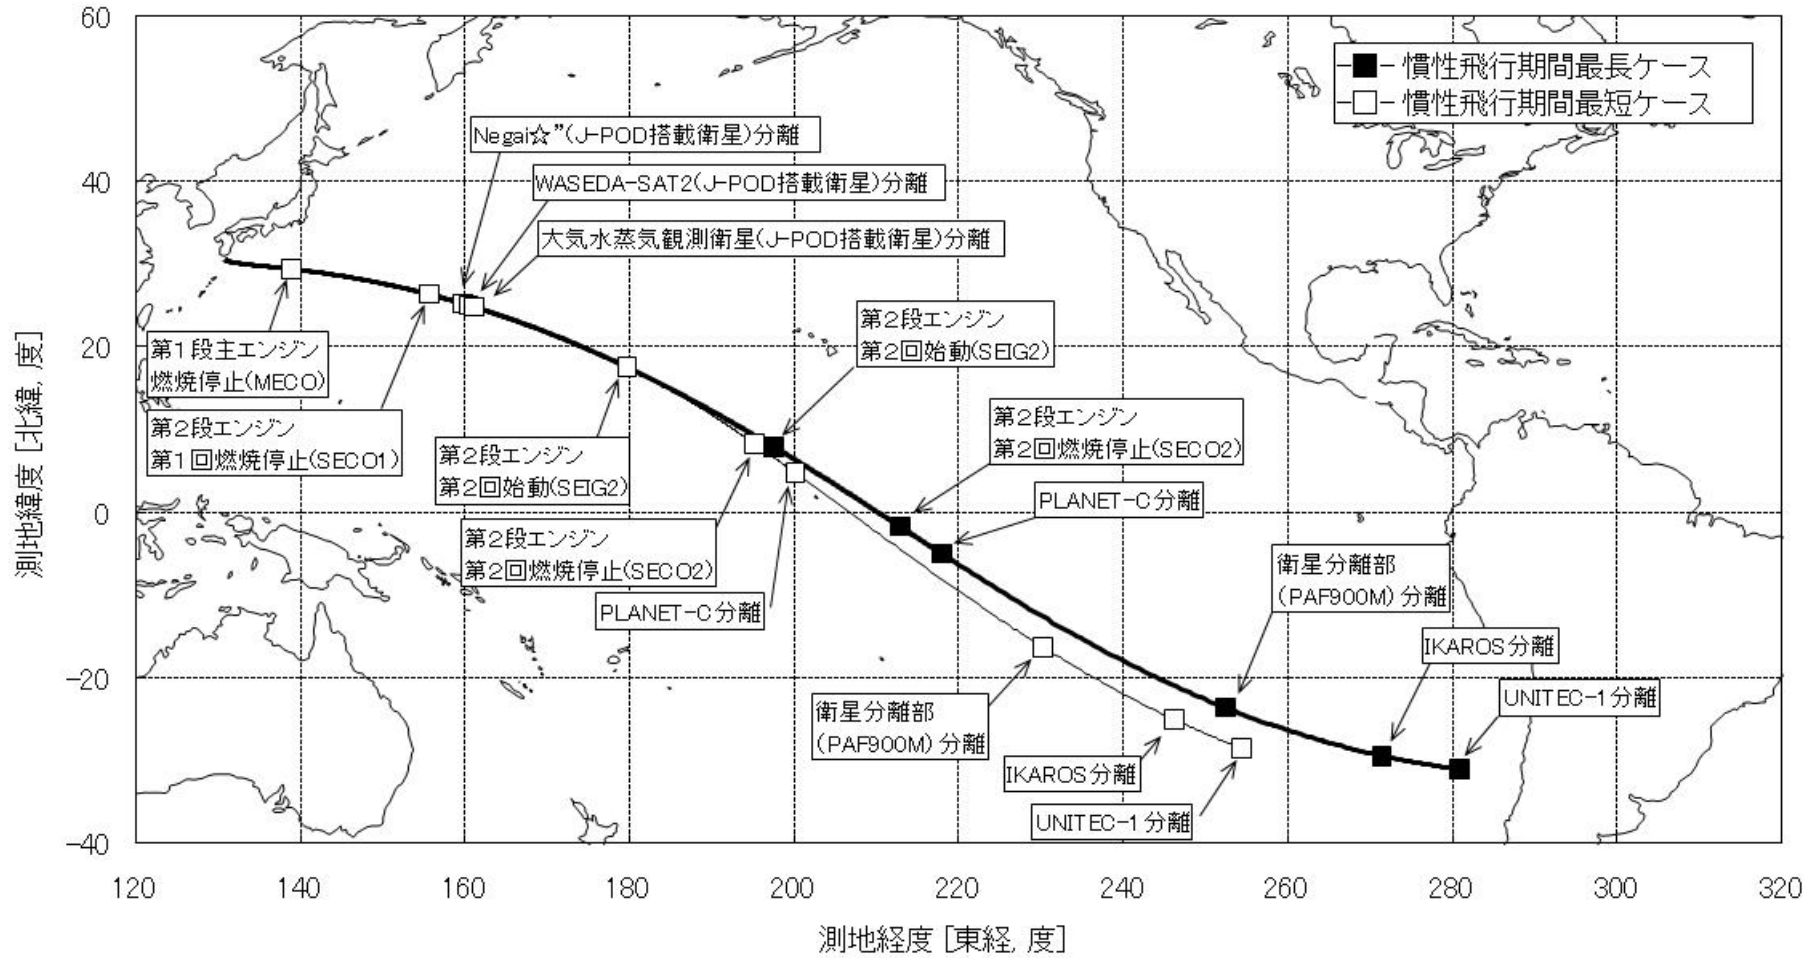 60
40
20
0
-20
-40
120
140
160
180
200
220
240
260
280
300
320
測地緯度 [北緯, 度]
測地経度 [東経, 度]
慣性飛行期間最長ケース
慣性飛行期間最短ケース
Negai☆”(J-POD搭載衛星)分離
WASEDA-SAT2(J-POD搭載衛星)分離
大気水蒸気観測衛星(J-POD搭載衛星)分離
第1段主エンジン
燃焼停止(MECO)
第2段エンジン
第1回燃焼停止(SECO1)
第2段エンジン
第2回始動(SEIG2)
第2段エンジン
第2回燃焼停止(SECO2)
PLANET-C分離
第2段エンジン
第2回始動(SEIG2)
第2段エンジン
第2回燃焼停止(SECO2)
PLANET-C分離
衛星分離部
(PAF900M) 分離
IKAROS分離
UNITEC-1分離
衛星分離部
(PAF900M) 分離
IKAROS分離
UNITEC-1分離